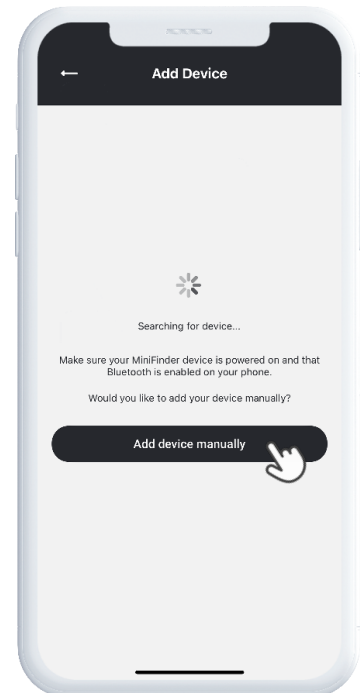 Add Device
Searching for device...
Make sure your MiniFinder device is powered on and that
Bluetooth is enabled on your phone.
Would you like to add your device manually?
Add device manually